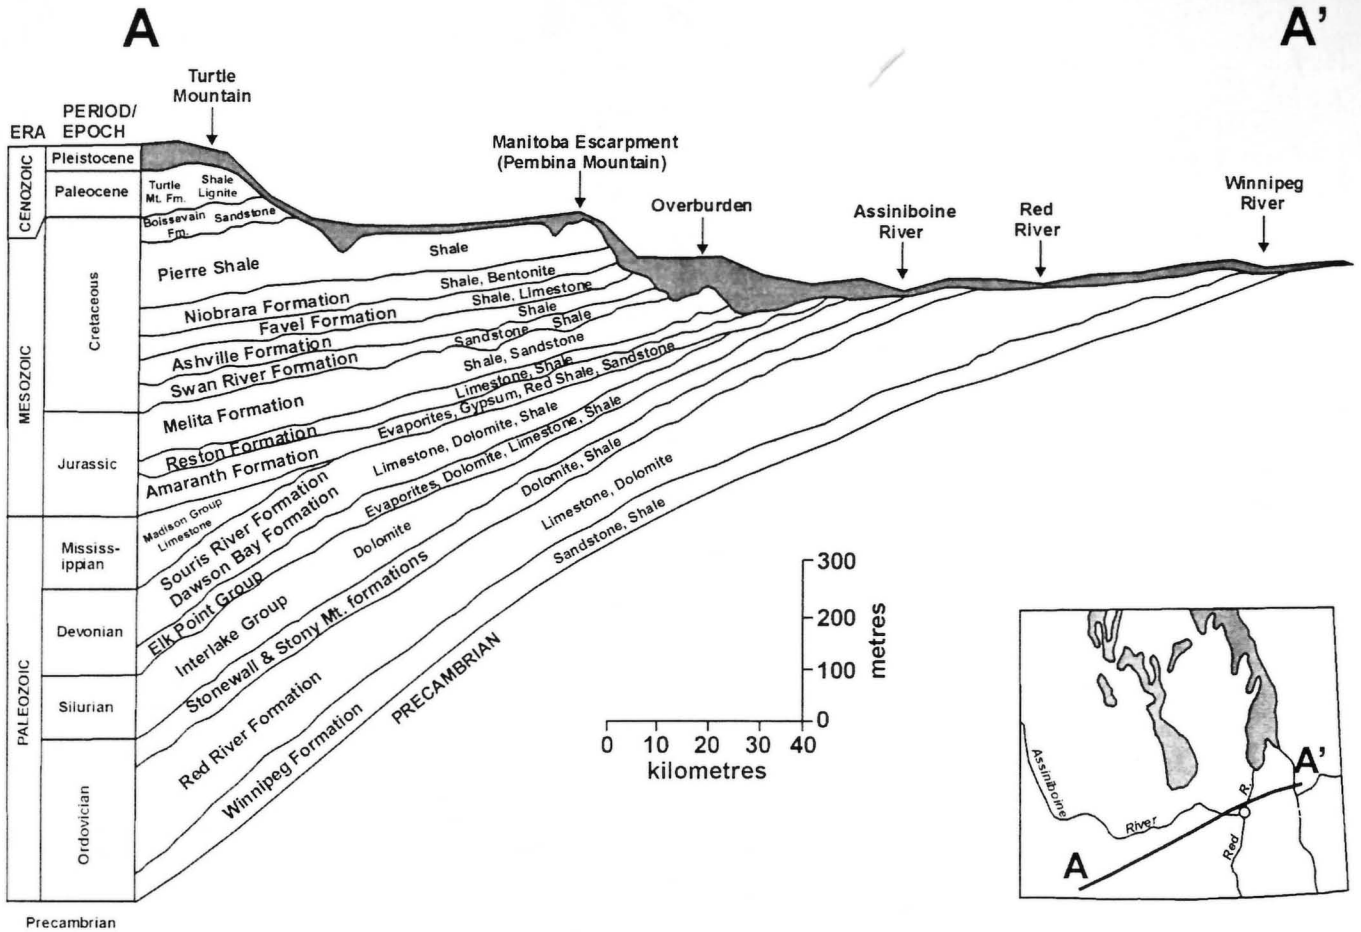 A
A'
Turtle
Mountain
Manitoba Escarpment
(Pembina Mountain)
Overburden
Assiniboine
River
Red
River
Winnipeg
River
ERA
PERIOD/
EPOCH
CENOZOIC
MESOZOIC
PALEOZOIC
Pleistocene
Paleocene
Cretaceous
Jurassic
Mississ-
ippian
Devonian
Silurian
Ordovician
Precambrian
Turtle
Mt. Fm.
Shale
Lignite
Boissevain
Fm.
Sandstone
Pierre Shale
Shale
Niobrara Formation
Shale, Bentonite
Favel Formation
Shale, Limestone
Ashville Formation
Shale
Swan River Formation
Sandstone
Shale
Melita Formation
Shale, Sandstone
Reston Formation
Limestone, Shale
Amaranth Formation
Evaporites, Gypsum, Red Shale, Sandstone
Madison Group
Limestone
Souris River Formation
Limestone, Dolomite, Shale
Dawson Bay Formation
Evaporites, Dolomite, Limestone, Shale
Elk Point Group
Interlake Group
Dolomite
Stonewall & Stony Mt. formations
Dolomite, Shale
Red River Formation
Limestone, Dolomite
Winnipeg Formation
Sandstone, Shale
PRECAMBRIAN
300
200
100
0
metres
0 10 20 30 40
kilometres
Assiniboine
River
Red
R.
A
A'